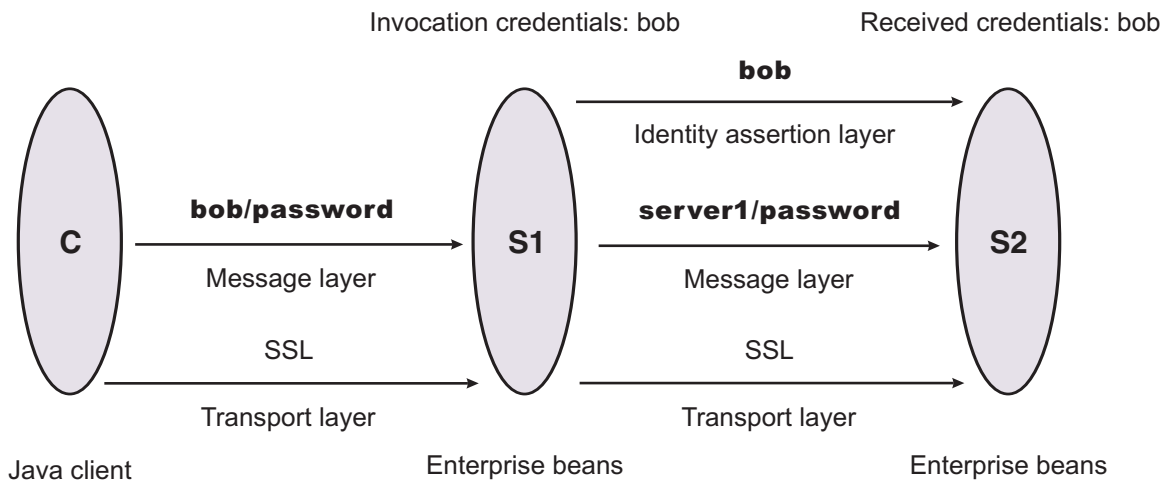 Invocation credentials: bob
Received credentials: bob
bob
Identity assertion layer
bob/password
server1/password
C
S1
S2
Message layer
Message layer
SSL
SSL
Transport layer
Transport layer
Java client
Enterprise beans
Enterprise beans